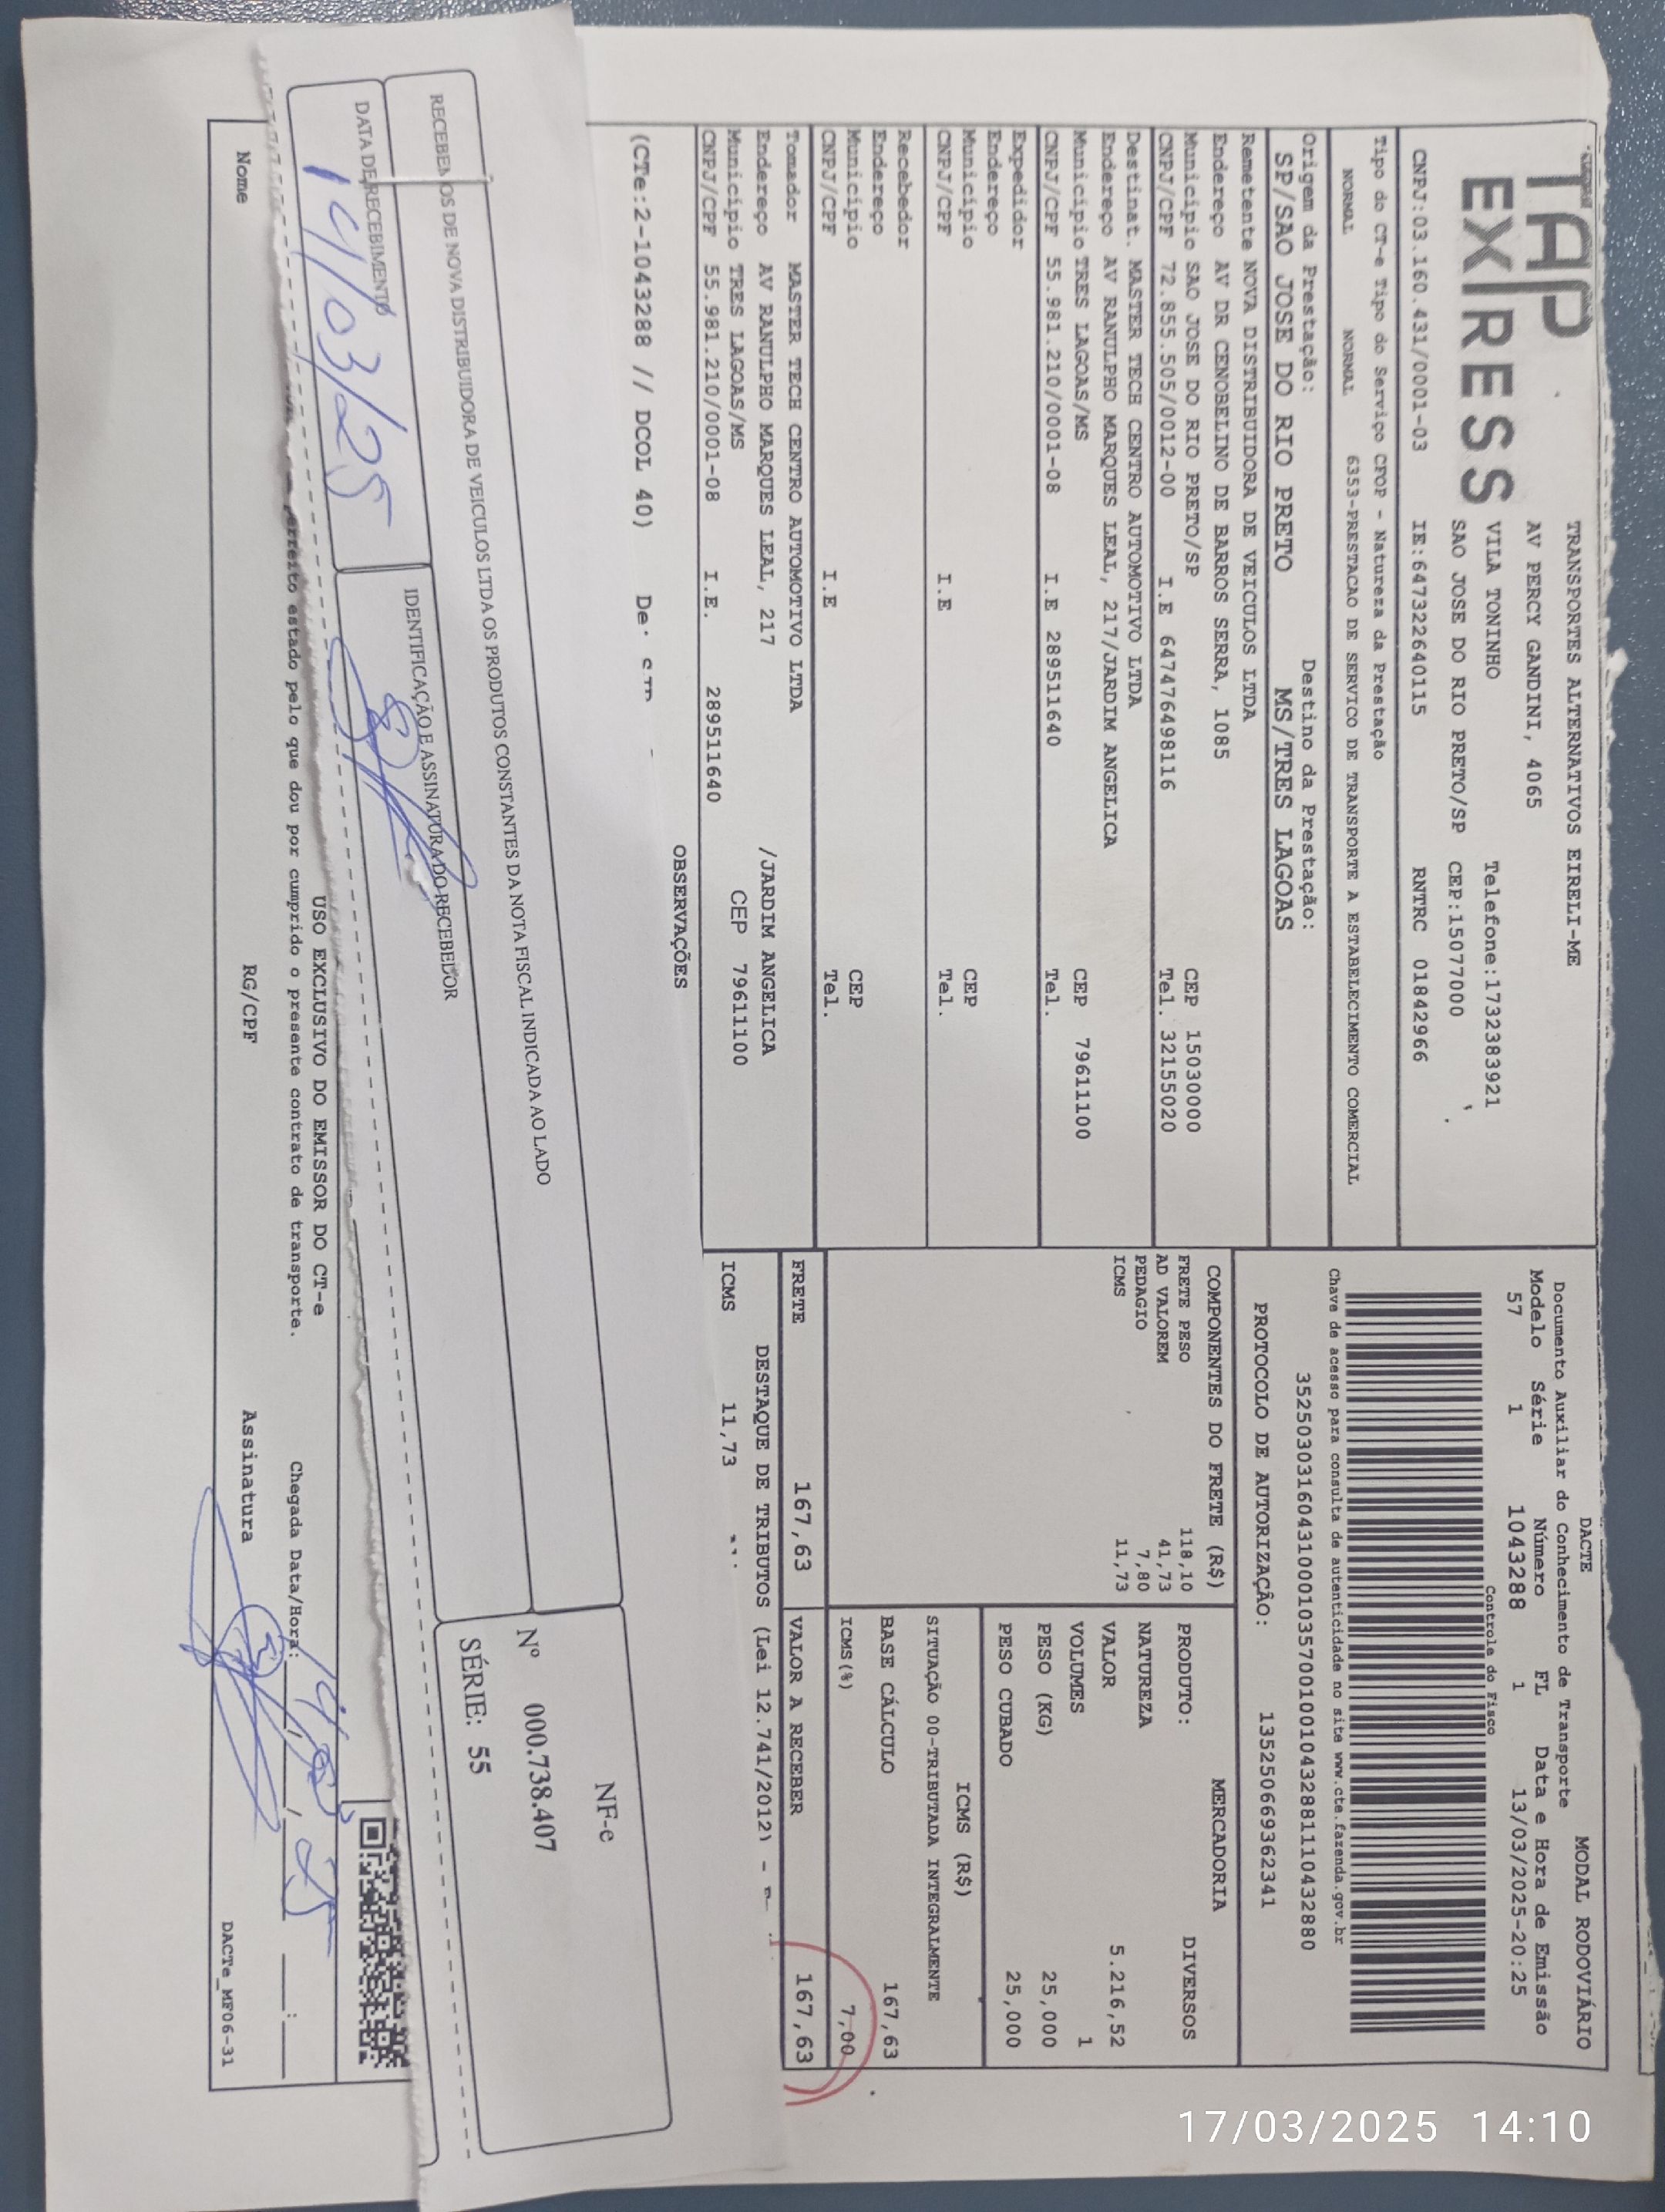 TAP
EXPRESS
TRANSPORTES ALTERNATIVOS EIRELI-ME
AV PERCY GANDINI, 4065
VILA TONINHO Telefone:1732383921
SAO JOSE DO RIO PRETO/SP CEP:15077000
CNPJ:03.160.431/0001-03 IE:647322640115 RNTRC 01842966
Tipo do CT-e Tipo do Serviço CFOP - Natureza da Prestação
NORMAL NORMAL 6353-PRESTACAO DE SERVICO DE TRANSPORTE A ESTABELECIMENTO COMERCIAL
Origem da Prestação: Destino da Prestação:
SP/SAO JOSE DO RIO PRETO MS/TRES LAGOAS
Remetente NOVA DISTRIBUIDORA DE VEICULOS LTDA
Endereço AV DR CENOBELINO DE BARROS SERRA, 1085
Município SAO JOSE DO RIO PRETO/SP CEP 15030000
CNPJ/CPF 72.855.505/0012-00 I.E 647476498116 Tel. 32155020
Destinat. MASTER TECH CENTRO AUTOMOTIVO LTDA
Endereço AV RANULPHO MARQUES LEAL, 217/JARDIM ANGELICA
Município TRES LAGOAS/MS CEP 79611100
CNPJ/CPF 55.981.210/0001-08 I.E 289511640 Tel.
Expedidor
Endereço
Município CEP
CNPJ/CPF I.E Tel.
Recebedor
Endereço
Município CEP
CNPJ/CPF I.E Tel.
Tomador MASTER TECH CENTRO AUTOMOTIVO LTDA
Endereço AV RANULPHO MARQUES LEAL, 217 /JARDIM ANGELICA
Município TRES LAGOAS/MS CEP 79611100
CNPJ/CPF 55.981.210/0001-08 I.E. 289511640
DACTE MODAL RODOVIÁRIO
Documento Auxiliar do Conhecimento de Transporte
Modelo Série Número FL Data e Hora de Emissão
57 1 1043288 1 13/03/2025-20:25
Controle do Fisco
Chave de acesso para consulta de autenticidade no site www.cte.fazenda.gov.br
35250303160431000103570010010432881110432880
PROTOCOLO DE AUTORIZAÇÃO: 135250669362341
COMPONENTES DO FRETE (R$)
FRETE PESO 118,10
AD VALOREM 41,73
PEDAGIO 7,80
ICMS 11,73
MERCADORIA
PRODUTO: DIVERSOS
NATUREZA
VALOR 5.216,52
VOLUMES 1
PESO (KG) 25,000
PESO CUBADO 25,000
ICMS (R$)
SITUAÇÃO 00-TRIBUTADA INTEGRALMENTE
BASE CÁLCULO 167,63
ICMS(%) 7,00
FRETE 167,63 VALOR A RECEBER 167,63
DESTAQUE DE TRIBUTOS (Lei 12.741/2012) -
ICMS 11,73
OBSERVAÇÕES
(CTe:2-1043288 // DCOL 40)
RECEBEMOS DE NOVA DISTRIBUIDORA DE VEICULOS LTDA OS PRODUTOS CONSTANTES DA NOTA FISCAL INDICADA AO LADO
NF-e
Nº 000.738.407
SÉRIE: 55
DATA DE RECEBIMENTO
14/03/25
IDENTIFICAÇÃO E ASSINATURA DO RECEBEDOR
USO EXCLUSIVO DO EMISSOR DO CT-e
estado pelo que dou por cumprido o presente contrato de transporte.
Chegada Data/Hora: 14/03/25
Nome RG/CPF Assinatura
DACTe_MF06-31
17/03/2025 14:10